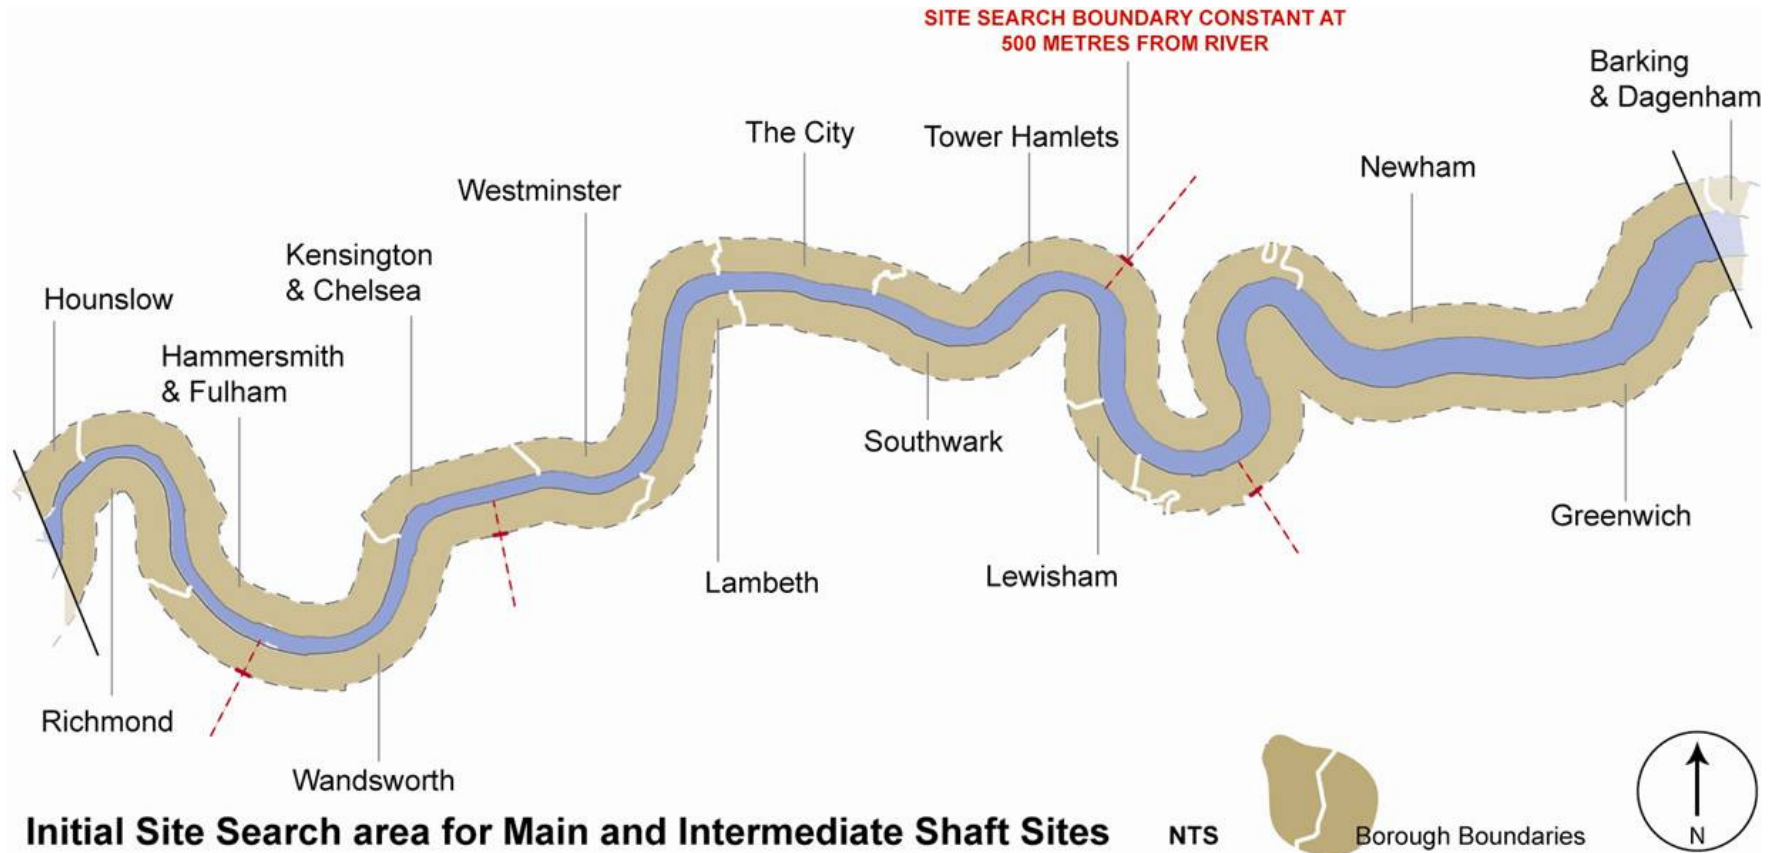 SITE SEARCH BOUNDARY CONSTANT AT
500 METRES FROM RIVER
Barking
& Dagenham
The City
Tower Hamlets
Newham
Westminster
Kensington
& Chelsea
Hounslow
Hammersmith
& Fulham
Southwark
Greenwich
Lambeth
Lewisham
Richmond
Wandsworth
Initial Site Search area for Main and Intermediate Shaft Sites
NTS
Borough Boundaries
N